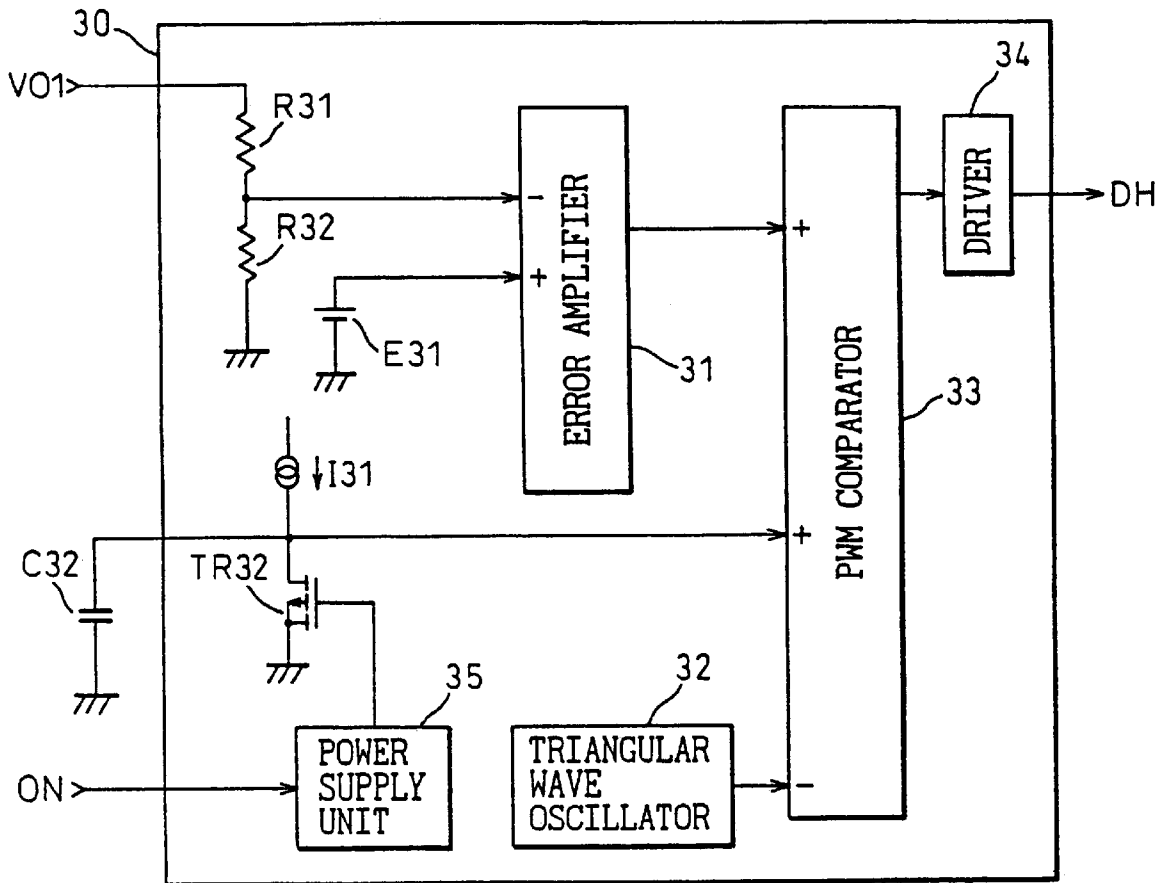 30
VO1
R31
34
DRIVER
DH
R32
-
+
ERROR AMPLIFIER
+
E31
31
33
PWM COMPARATOR
I31
+
C32
TR32
35
32
POWER
SUPPLY
UNIT
TRIANGULAR
WAVE
OSCILLATOR
-
ON